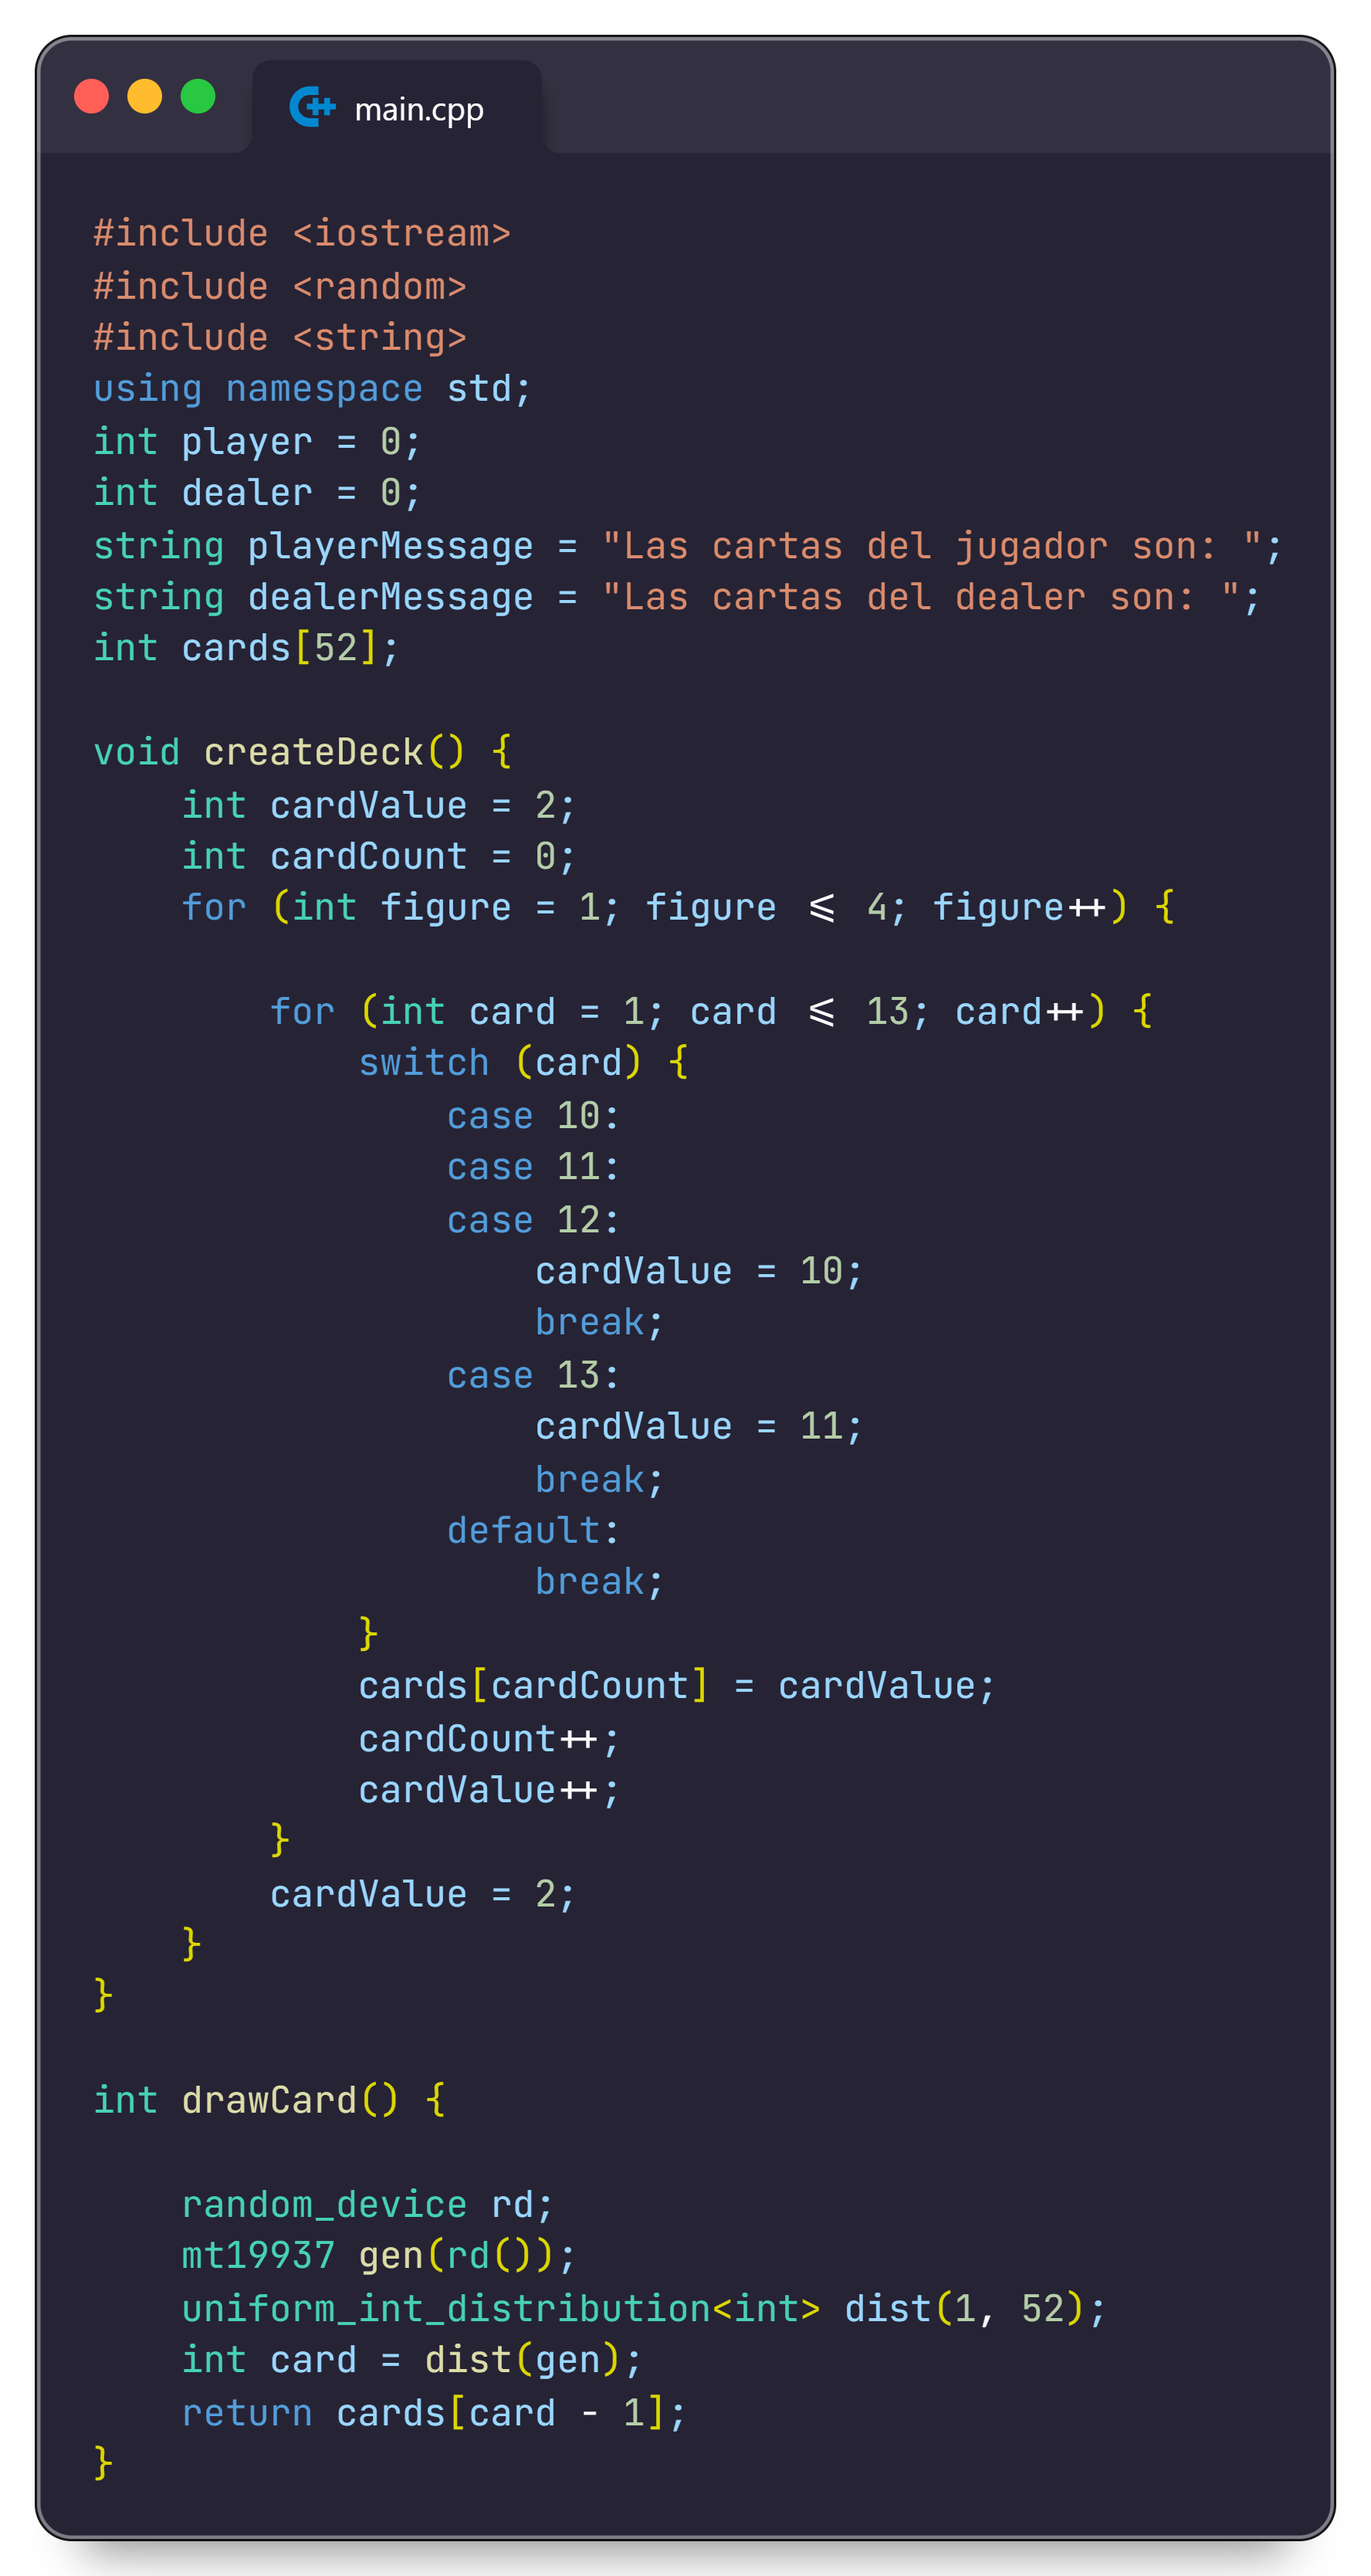 main.cpp
#include <iostream>
#include <random>
#include <string>
using namespace std;
int player = 0;
int dealer = 0;
string playerMessage = "Las cartas del jugador son: ";
string dealerMessage = "Las cartas del dealer son: ";
int cards[52];
void createDeck() {
    int cardValue = 2;
    int cardCount = 0;
    for (int figure = 1; figure <= 4; figure++) {
        for (int card = 1; card <= 13; card++) {
            switch (card) {
                case 10:
                case 11:
                case 12:
                    cardValue = 10;
                    break;
                case 13:
                    cardValue = 11;
                    break;
                default:
                    break;
            }
            cards[cardCount] = cardValue;
            cardCount++;
            cardValue++;
        }
        cardValue = 2;
    }
}
int drawCard() {
    random_device rd;
    mt19937 gen(rd());
    uniform_int_distribution<int> dist(1, 52);
    int card = dist(gen);
    return cards[card - 1];
}